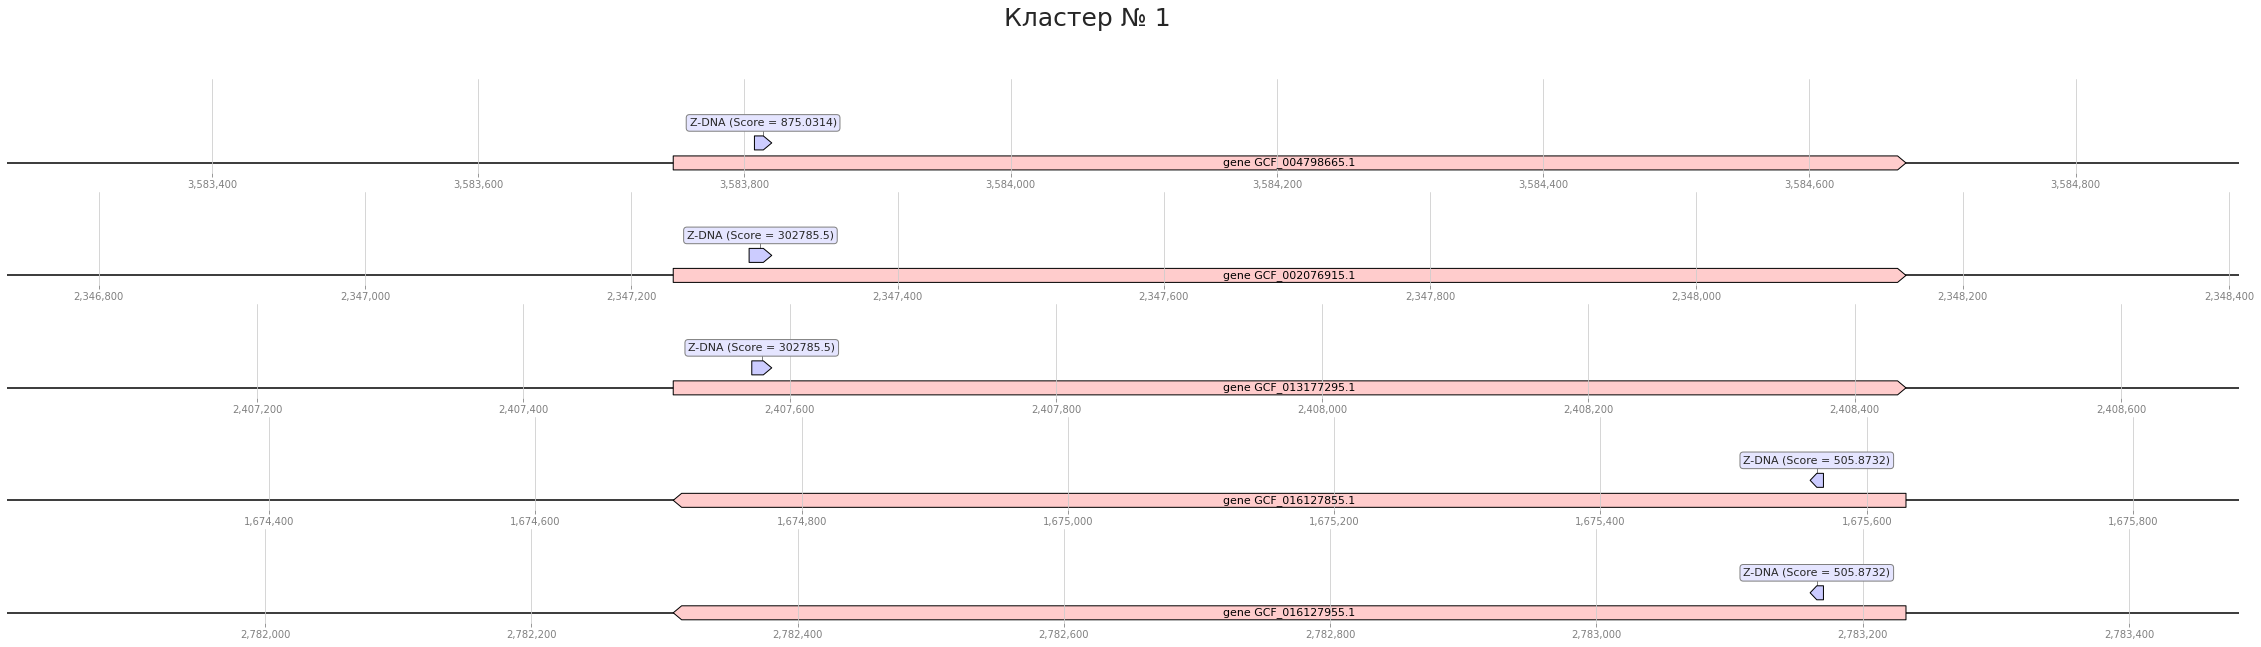 Кластер № 1
Z-DNA (Score = 875.0314)
gene GCF_004798665.1
3,583,400 3,583,600 3,583,800 3,584,000 3,584,200 3,584,400 3,584,600 3,584,800
Z-DNA (Score = 302785.5)
gene GCF_002076915.1
2,346,800 2,347,000 2,347,200 2,347,400 2,347,600 2,347,800 2,348,000 2,348,200 2,348,400
Z-DNA (Score = 302785.5)
gene GCF_013177295.1
2,407,200 2,407,400 2,407,600 2,407,800 2,408,000 2,408,200 2,408,400 2,408,600
Z-DNA (Score = 505.8732)
gene GCF_016127855.1
1,674,400 1,674,600 1,674,800 1,675,000 1,675,200 1,675,400 1,675,600 1,675,800
Z-DNA (Score = 505.8732)
gene GCF_016127955.1
2,782,000 2,782,200 2,782,400 2,782,600 2,782,800 2,783,000 2,783,200 2,783,400